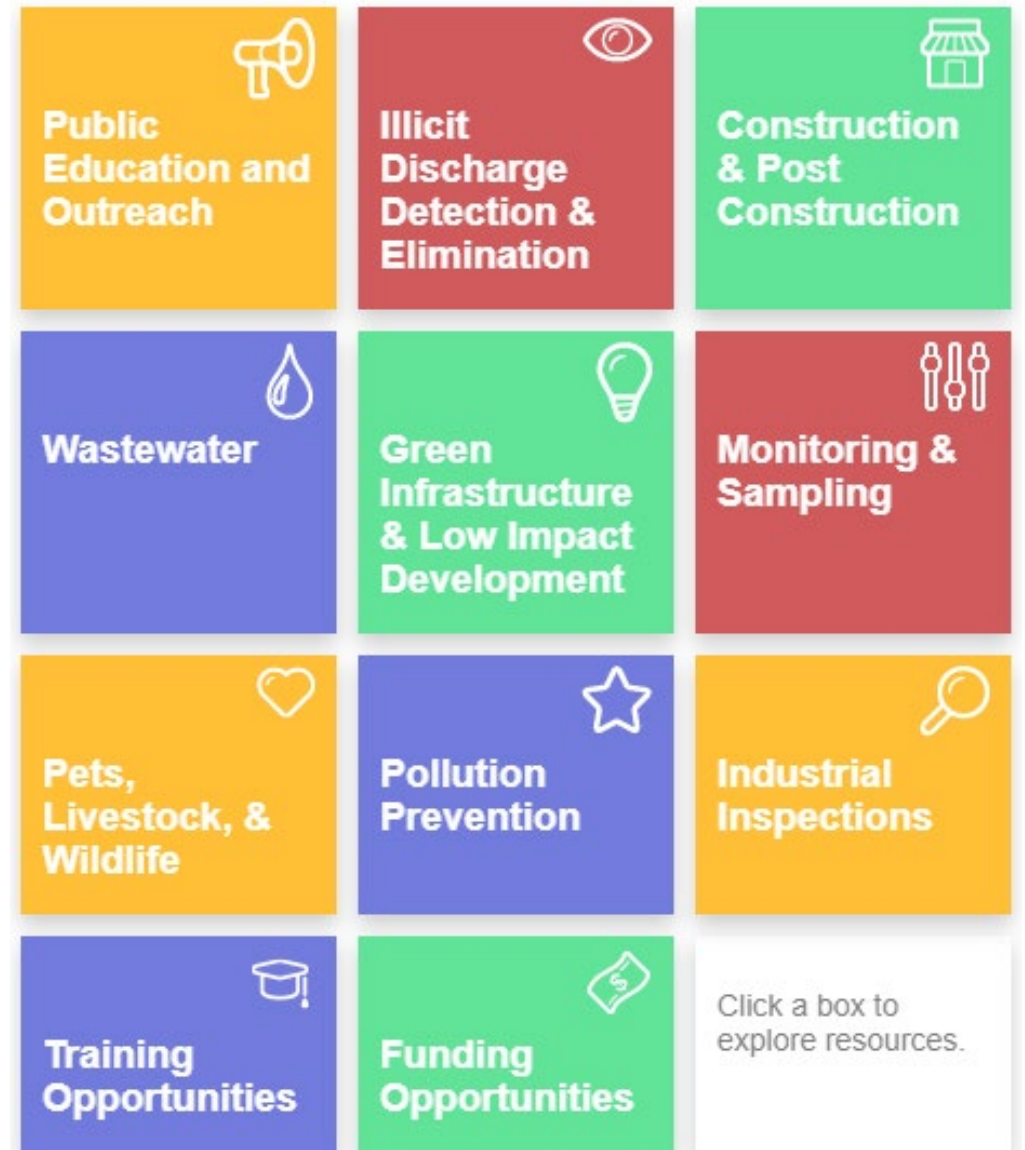 Public
Education and
Outreach
Illicit
Discharge
Detection &
Elimination
Construction
& Post
Construction
Wastewater
Green
Infrastructure
& Low Impact
Development
Monitoring &
Sampling
Pets,
Livestock, &
Wildlife
Pollution
Prevention
Industrial
Inspections
Training
Opportunities
$
Funding
Opportunities
Click a box to
explore resources.